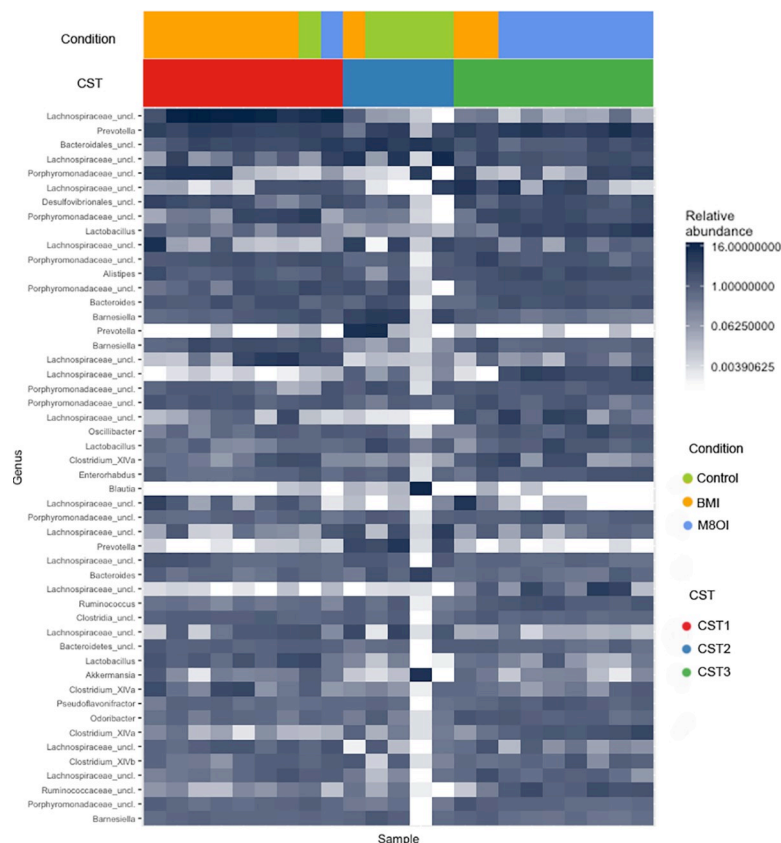 Condition
CST
Lachnospiraceae_uncl.
Prevotella
Bacteroidales_uncl.
Lachnospiraceae_uncl.
Porphyromonadaceae_uncl.
Lachnospiraceae_uncl.
Desulfovibrionales_uncl.
Porphyromonadaceae_uncl.
Lactobacillus
Lachnospiraceae_uncl.
Porphyromonadaceae_uncl.
Alistipes
Porphyromonadaceae_uncl.
Bacteroides
Barnesiella
Prevotella
Barnesiella
Lachnospiraceae_uncl.
Lachnospiraceae_uncl.
Porphyromonadaceae_uncl.
Porphyromonadaceae_uncl.
Lachnospiraceae_uncl.
Oscillibacter
Lactobacillus
Clostridium_XIVa
Enterorhabdus
Blautia
Lachnospiraceae_uncl.
Porphyromonadaceae_uncl.
Lachnospiraceae_uncl.
Prevotella
Lachnospiraceae_uncl.
Bacteroides
Lachnospiraceae_uncl.
Ruminococcus
Clostridia_uncl.
Lachnospiraceae_uncl.
Bacteroidetes_uncl.
Lactobacillus
Akkermansia
Clostridium_XIVa
Pseudoflavonifractor
Odoribacter
Clostridium_XIVa
Lachnospiraceae_uncl.
Clostridium_XIVb
Lachnospiraceae_uncl.
Ruminococcaceae_uncl.
Porphyromonadaceae_uncl.
Barnesiella
Genus
Sample
Relative
abundance
16.00000000
1.00000000
0.06250000
0.00390625
Condition
Control
BMI
M8OI
CST
CST1
CST2
CST3